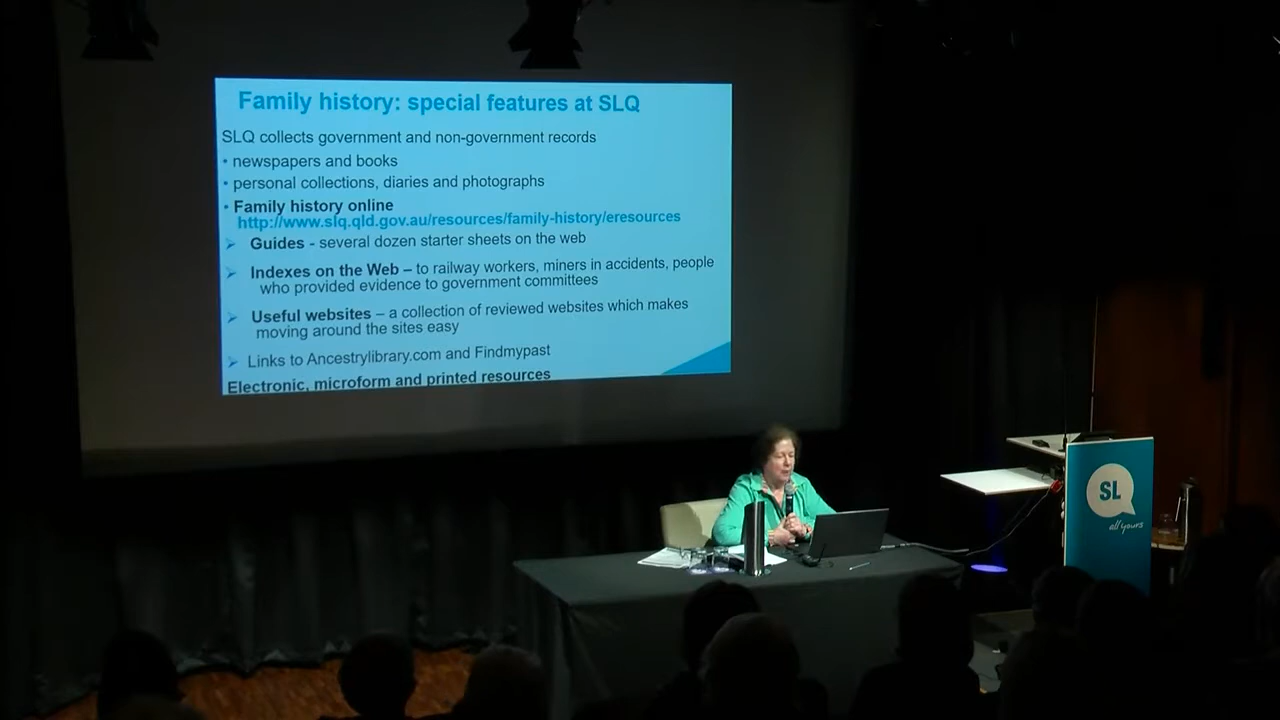 Family history: special features at SLQ
SLQ collects government and non-government records
• newspapers and books
• personal collections, diaries and photographs
• Family history online
http://www.slq.qld.gov.au/resources/family-history/eresources
➢ Guides - several dozen starter sheets on the web
➢ Indexes on the Web – to railway workers, miners in accidents, people
who provided evidence to government committees
➢ Useful websites – a collection of reviewed websites which makes
moving around the sites easy
➢ Links to Ancestrylibrary.com and Findmypast
Electronic, microform and printed resources
SL
all yours